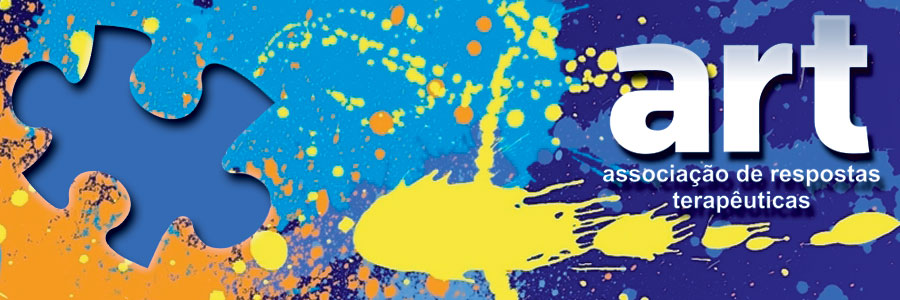 art
associação de respostas
terapêuticas